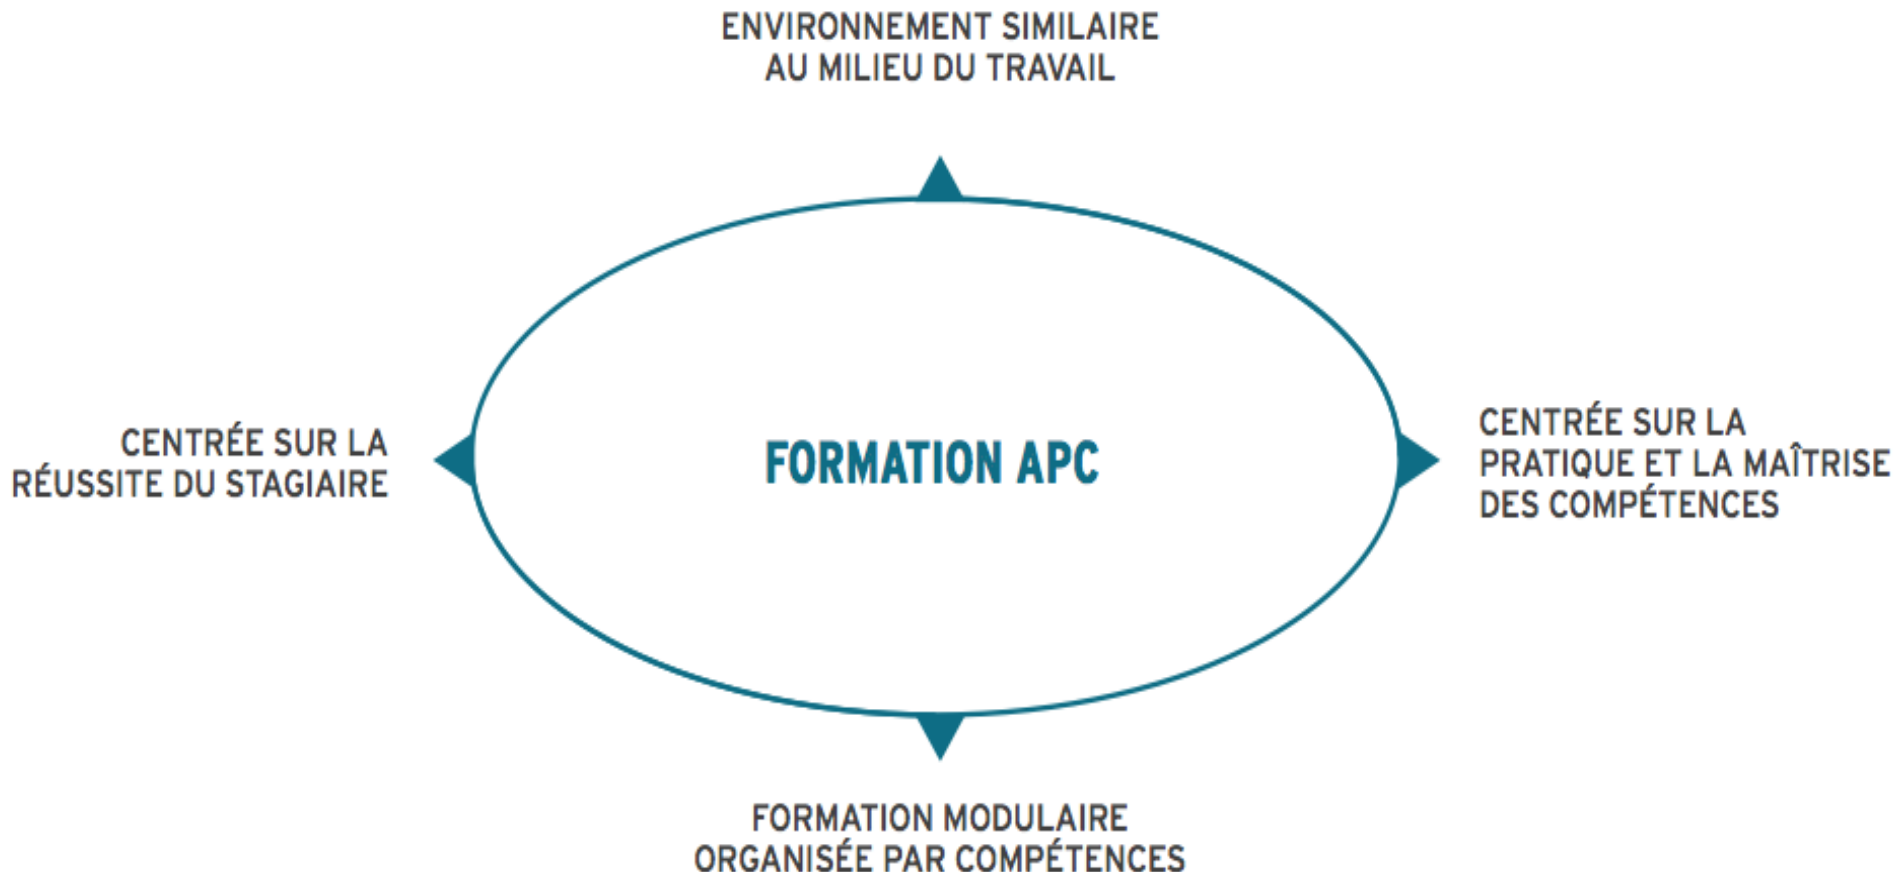 ENVIRONNEMENT SIMILAIRE
AU MILIEU DU TRAVAIL
CENTRÉE SUR LA
RÉUSSITE DU STAGIAIRE
FORMATION APC
CENTRÉE SUR LA
PRATIQUE ET LA MAÎTRISE
DES COMPÉTENCES
FORMATION MODULAIRE
ORGANISÉE PAR COMPÉTENCES